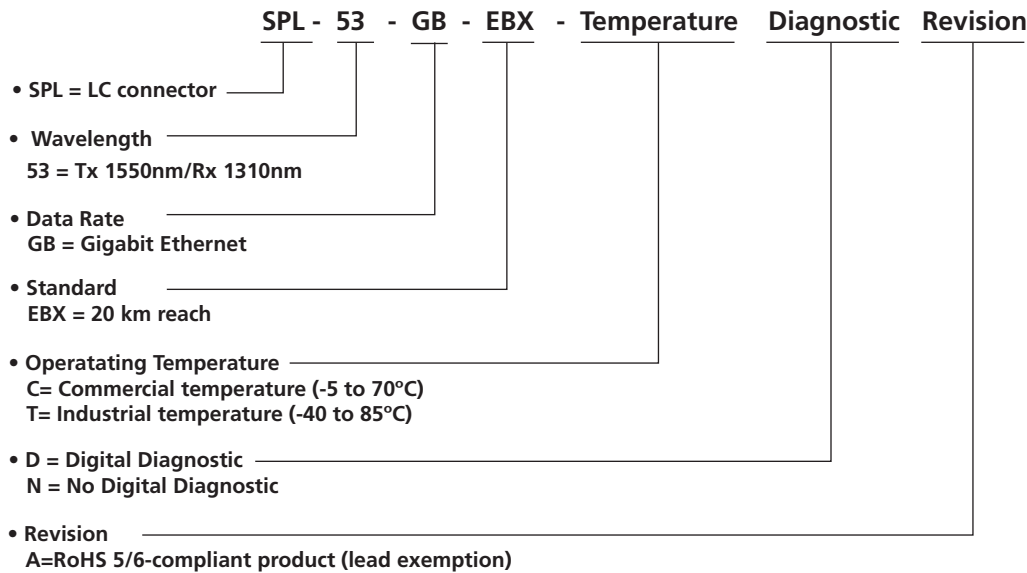 SPL - 53 - GB - EBX - Temperature Diagnostic Revision
• SPL = LC connector
• Wavelength
53 = Tx 1550nm/Rx 1310nm
• Data Rate
GB = Gigabit Ethernet
• Standard
EBX = 20 km reach
• Operatating Temperature
C= Commercial temperature (-5 to 70ºC)
T= Industrial temperature (-40 to 85ºC)
• D = Digital Diagnostic
N = No Digital Diagnostic
• Revision
A=RoHS 5/6-compliant product (lead exemption)